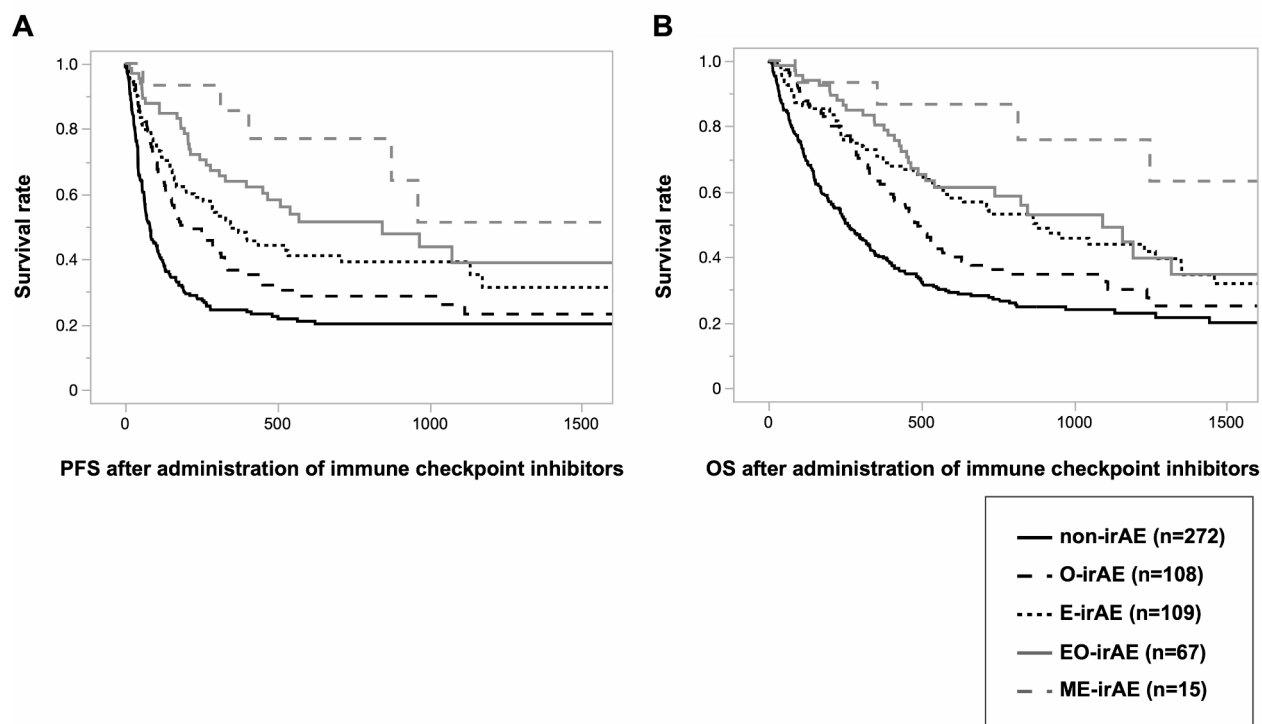 A
Survival rate
1.0
0.8
0.6
0.4
0.2
0
0
500
1000
1500
PFS after administration of immune checkpoint inhibitors
B
Survival rate
1.0
0.8
0.6
0.4
0.2
0
0
500
1000
1500
OS after administration of immune checkpoint inhibitors
non-irAE (n=272)
O-irAE (n=108)
E-irAE (n=109)
EO-irAE (n=67)
ME-irAE (n=15)